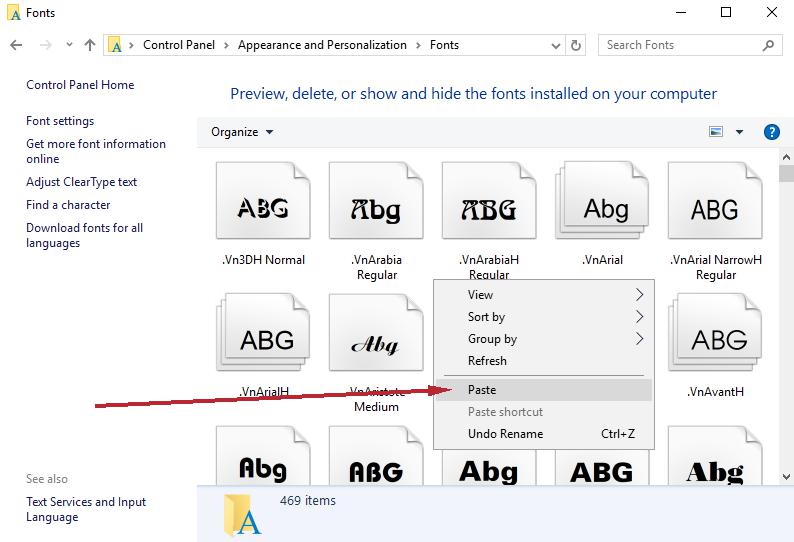 Fonts
Control Panel > Appearance and Personalization > Fonts
Search Fonts
Control Panel Home
Font settings
Get more font information
online
Adjust ClearType text
Find a character
Download fonts for all
languages
See also
Text Services and Input
Language
Preview, delete, or show and hide the fonts installed on your computer
Organize
ABG
Abg
ABG
Abg
ABG
.Vn3DH Normal
.VnArabia
Regular
.VnArabiaH
Regular
.VnArial
.VnArial NarrowH
Regular
ABG
Abg
ABG
.VnArialH
.VnAristote
Medium
.VnAvantH
View
Sort by
Group by
Refresh
Paste
Paste shortcut
Undo Rename Ctrl+Z
Abg
ABG
Abg
ABG
Abg
469 items